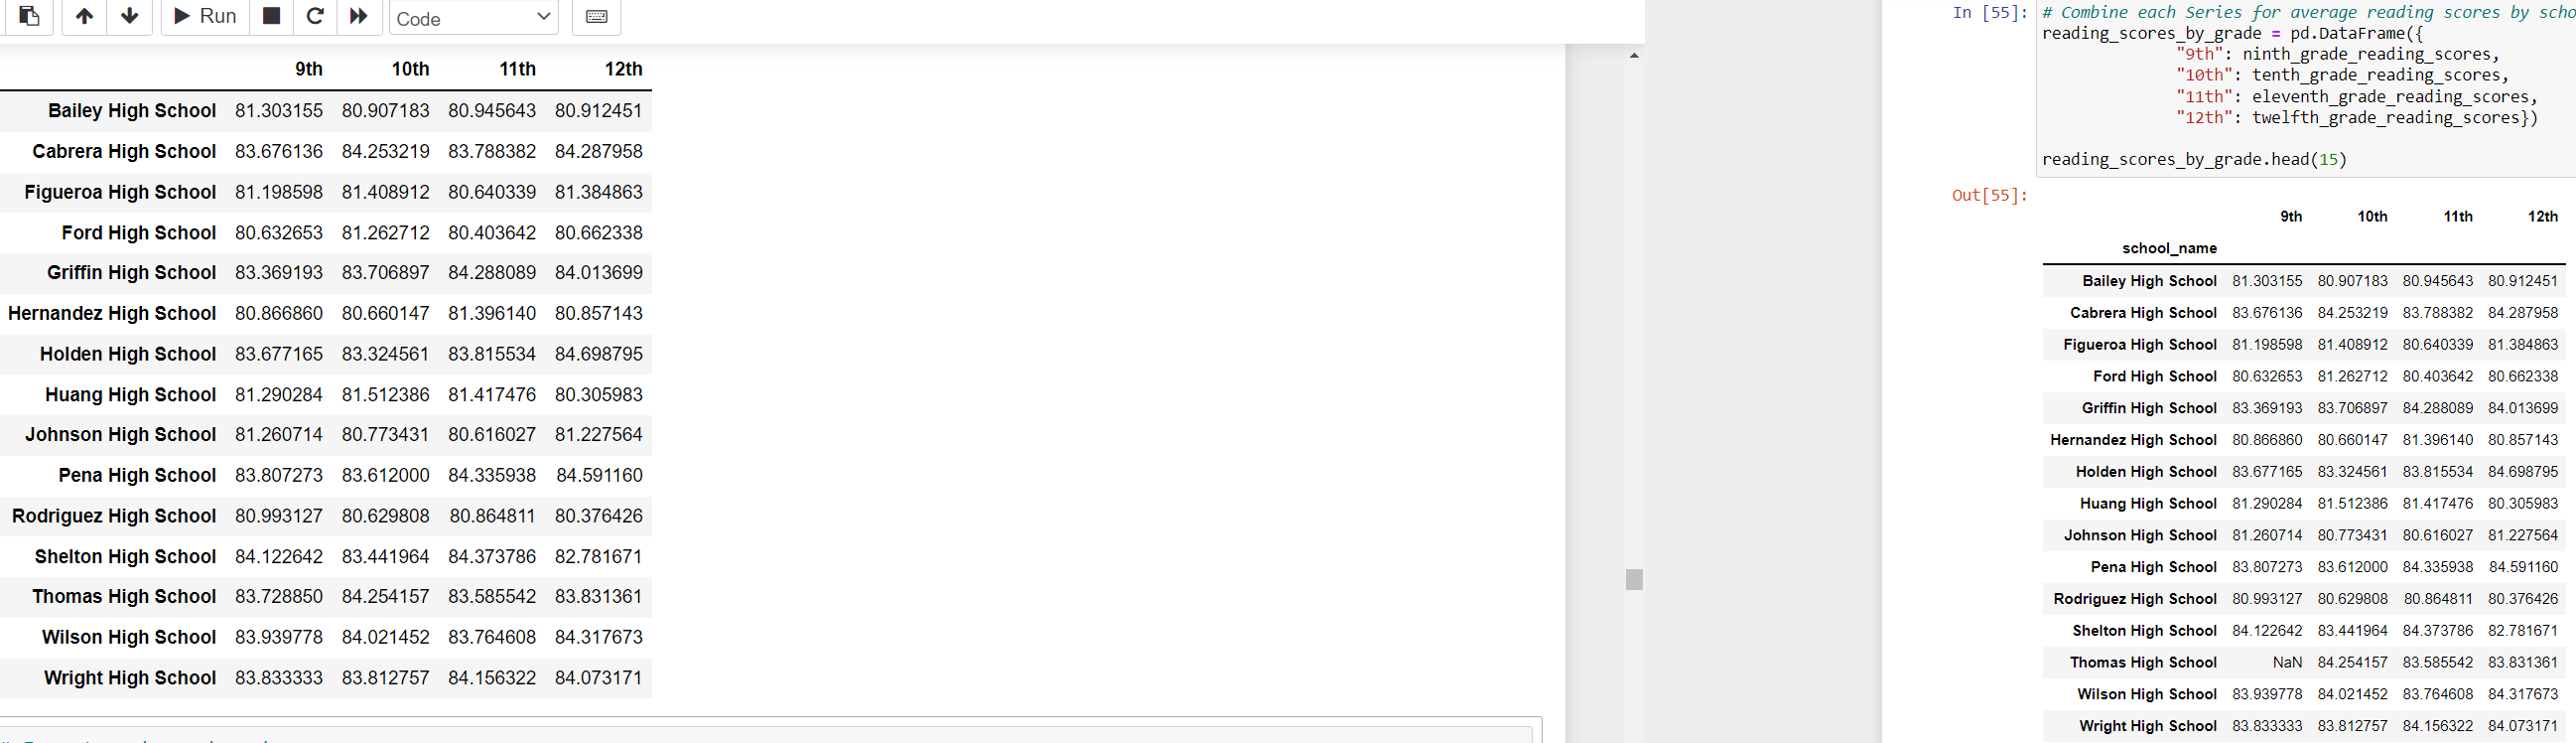 Run
Code
9th 10th 11th 12th
Bailey High School 81.303155 80.907183 80.945643 80.912451
Cabrera High School 83.676136 84.253219 83.788382 84.287958
Figueroa High School 81.198598 81.408912 80.640339 81.384863
Ford High School 80.632653 81.262712 80.403642 80.662338
Griffin High School 83.369193 83.706897 84.288089 84.013699
Hernandez High School 80.866860 80.660147 81.396140 80.857143
Holden High School 83.677165 83.324561 83.815534 84.698795
Huang High School 81.290284 81.512386 81.417476 80.305983
Johnson High School 81.260714 80.773431 80.616027 81.227564
Pena High School 83.807273 83.612000 84.335938 84.591160
Rodriguez High School 80.993127 80.629808 80.864811 80.376426
Shelton High School 84.122642 83.441964 84.373786 82.781671
Thomas High School 83.728850 84.254157 83.585542 83.831361
Wilson High School 83.939778 84.021452 83.764608 84.317673
Wright High School 83.833333 83.812757 84.156322 84.073171
In [55]: # Combine each Series for average reading scores by scho
reading_scores_by_grade = pd.DataFrame({
"9th": ninth_grade_reading_scores,
"10th": tenth_grade_reading_scores,
"11th": eleventh_grade_reading_scores,
"12th": twelfth_grade_reading_scores})
reading_scores_by_grade.head(15)
Out[55]:
9th 10th 11th 12th
school_name
Bailey High School 81.303155 80.907183 80.945643 80.912451
Cabrera High School 83.676136 84.253219 83.788382 84.287958
Figueroa High School 81.198598 81.408912 80.640339 81.384863
Ford High School 80.632653 81.262712 80.403642 80.662338
Griffin High School 83.369193 83.706897 84.288089 84.013699
Hernandez High School 80.866860 80.660147 81.396140 80.857143
Holden High School 83.677165 83.324561 83.815534 84.698795
Huang High School 81.290284 81.512386 81.417476 80.305983
Johnson High School 81.260714 80.773431 80.616027 81.227564
Pena High School 83.807273 83.612000 84.335938 84.591160
Rodriguez High School 80.993127 80.629808 80.864811 80.376426
Shelton High School 84.122642 83.441964 84.373786 82.781671
Thomas High School NaN 84.254157 83.585542 83.831361
Wilson High School 83.939778 84.021452 83.764608 84.317673
Wright High School 83.833333 83.812757 84.156322 84.073171